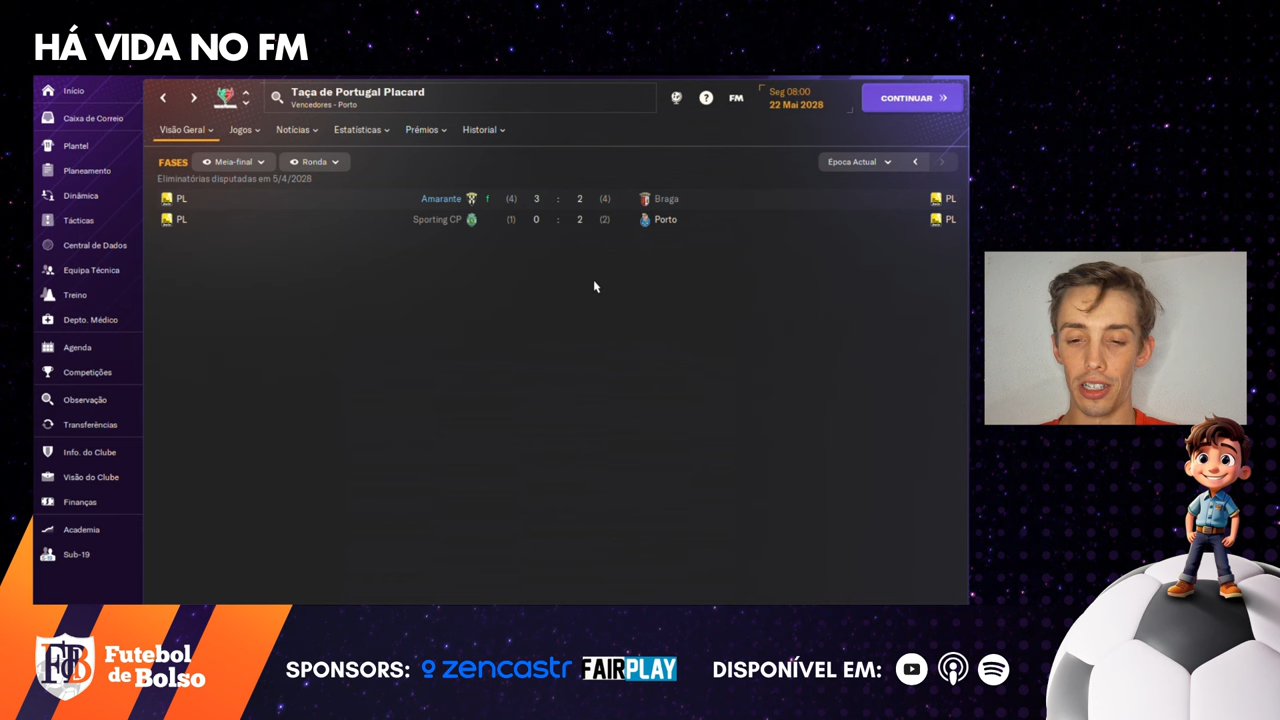 HÁ VIDA NO FM
Início
Caixa de Correio
Plantel
Planeamento
Dinâmica
Tácticas
Central de Dados
Equipa Técnica
Treino
Depto. Médico
Agenda
Competições
Observação
Transferências
Info. do Clube
Visão do Clube
Finanças
Academia
Sub-19
Taça de Portugal Placard
Vencedores - Porto
FM
Seg 08:00
22 Mai 2028
CONTINUAR
Visão Geral
Jogos
Notícias
Estatísticas
Prémios
Historial
FASES
Meia-final
Ronda
Época Actual
Eliminatórias disputadas em 5/4/2028
PL Amarante f (4) 3 : 2 (4) Braga PL
PL Sporting CP (1) 0 : 2 (2) Porto PL
FdB
Futebol
de Bolso
SPONSORS: zencastr FAIRPLAY DISPONÍVEL EM: